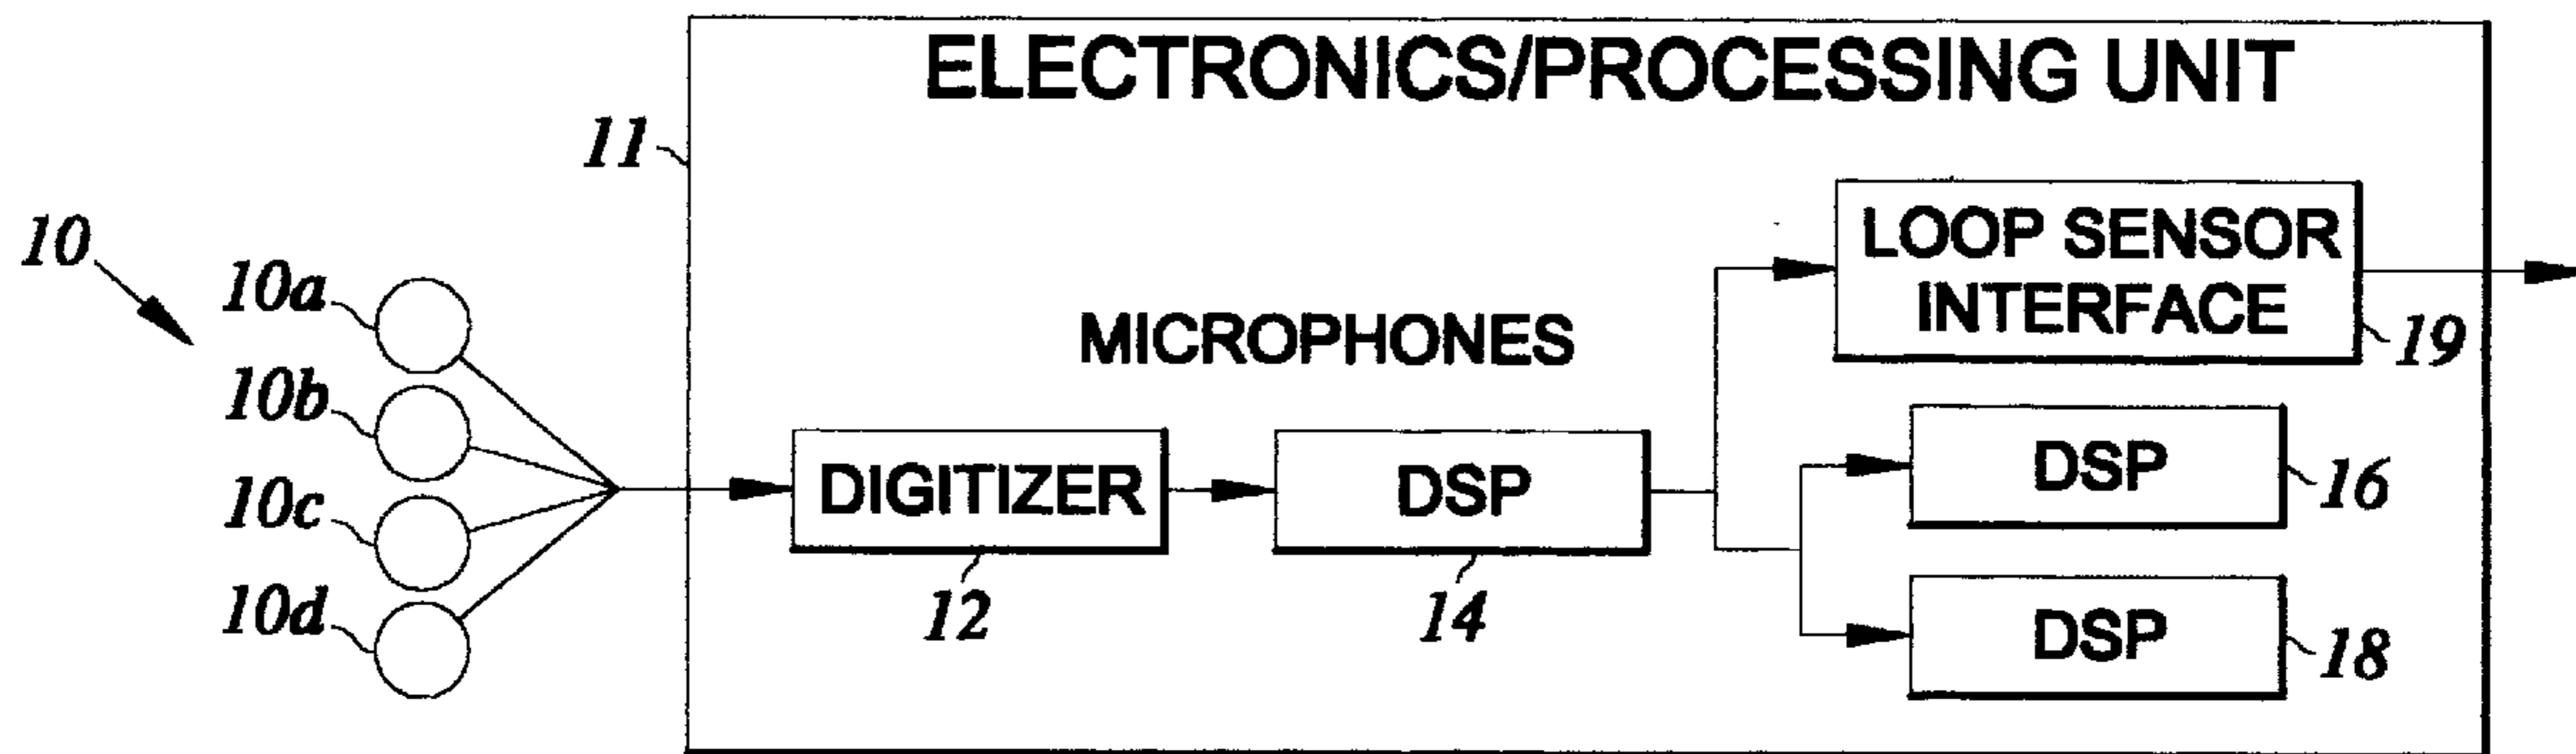 ELECTRONICS/PROCESSING UNIT
11
10
10a
10b
10c
10d
MICROPHONES
LOOP SENSOR
INTERFACE
19
DIGITIZER
12
DSP
14
DSP
16
DSP
18